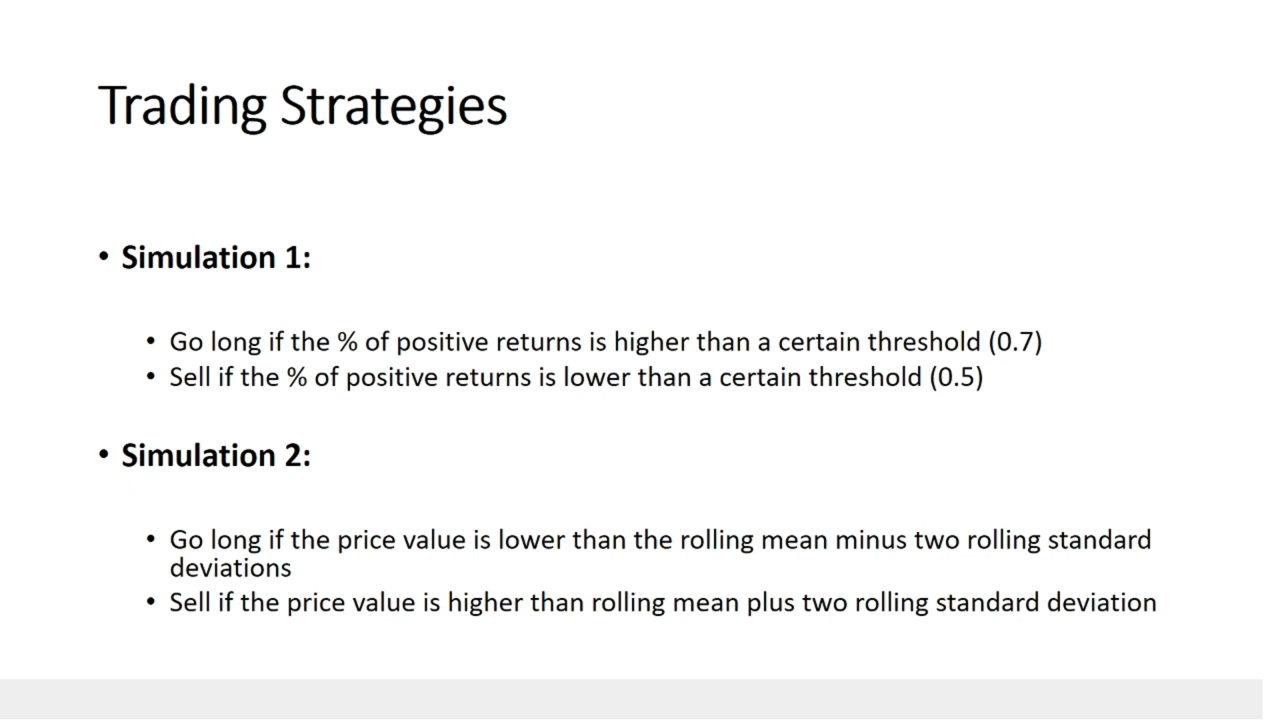 Trading Strategies
• Simulation 1:
• Go long if the % of positive returns is higher than a certain threshold (0.7)
• Sell if the % of positive returns is lower than a certain threshold (0.5)
• Simulation 2:
• Go long if the price value is lower than the rolling mean minus two rolling standard
deviations
• Sell if the price value is higher than rolling mean plus two rolling standard deviation